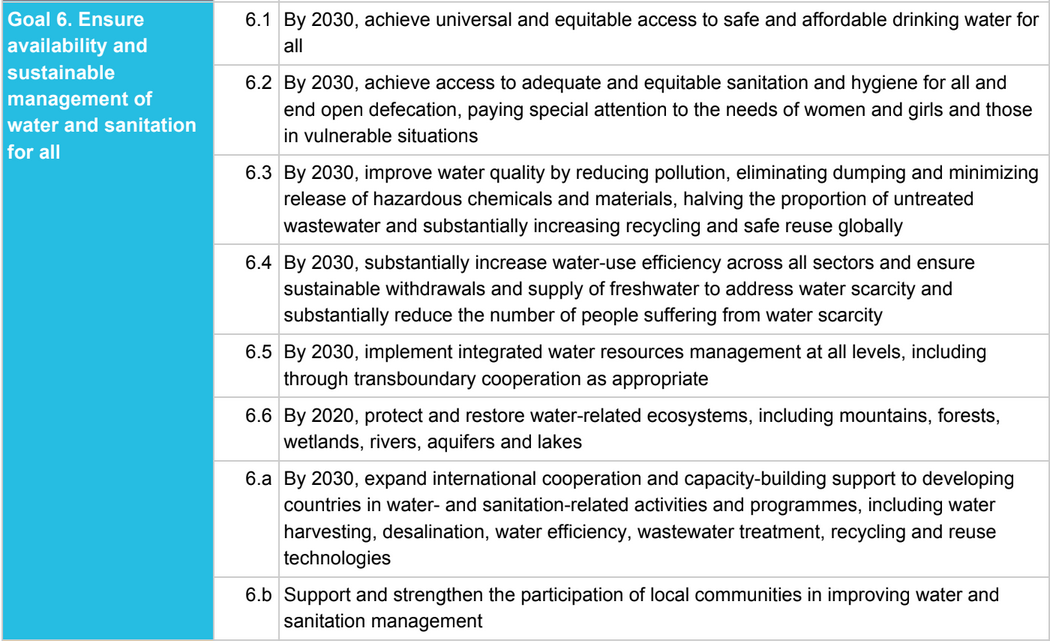 Goal 6. Ensure
availability and
sustainable
management of
water and sanitation
for all
6.1 By 2030, achieve universal and equitable access to safe and affordable drinking water for
all
6.2 By 2030, achieve access to adequate and equitable sanitation and hygiene for all and
end open defecation, paying special attention to the needs of women and girls and those
in vulnerable situations
6.3 By 2030, improve water quality by reducing pollution, eliminating dumping and minimizing
release of hazardous chemicals and materials, halving the proportion of untreated
wastewater and substantially increasing recycling and safe reuse globally
6.4 By 2030, substantially increase water-use efficiency across all sectors and ensure
sustainable withdrawals and supply of freshwater to address water scarcity and
substantially reduce the number of people suffering from water scarcity
6.5 By 2030, implement integrated water resources management at all levels, including
through transboundary cooperation as appropriate
6.6 By 2020, protect and restore water-related ecosystems, including mountains, forests,
wetlands, rivers, aquifers and lakes
6.a By 2030, expand international cooperation and capacity-building support to developing
countries in water- and sanitation-related activities and programmes, including water
harvesting, desalination, water efficiency, wastewater treatment, recycling and reuse
technologies
6.b Support and strengthen the participation of local communities in improving water and
sanitation management